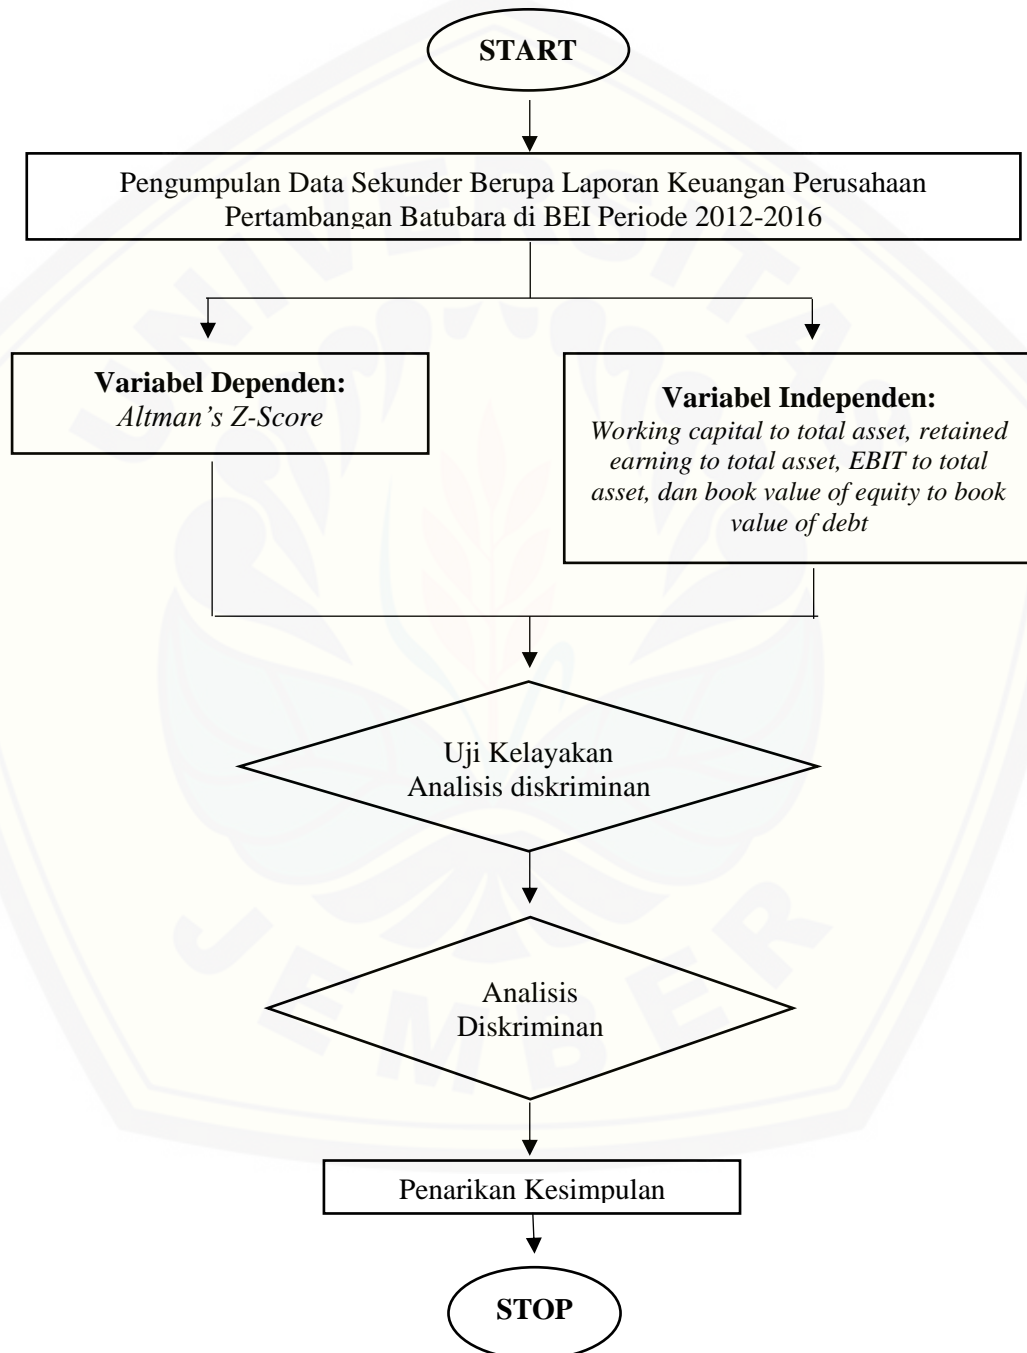 START
Pengumpulan Data Sekunder Berupa Laporan Keuangan Perusahaan
Pertambangan Batubara di BEI Periode 2012-2016
Variabel Dependen:
Altman's Z-Score
Variabel Independen:
Working capital to total asset, retained
earning to total asset, EBIT to total
asset, dan book value of equity to book
value of debt
Uji Kelayakan
Analisis diskriminan
Analisis
Diskriminan
Penarikan Kesimpulan
STOP
UNIVERSITAS
JEMBER